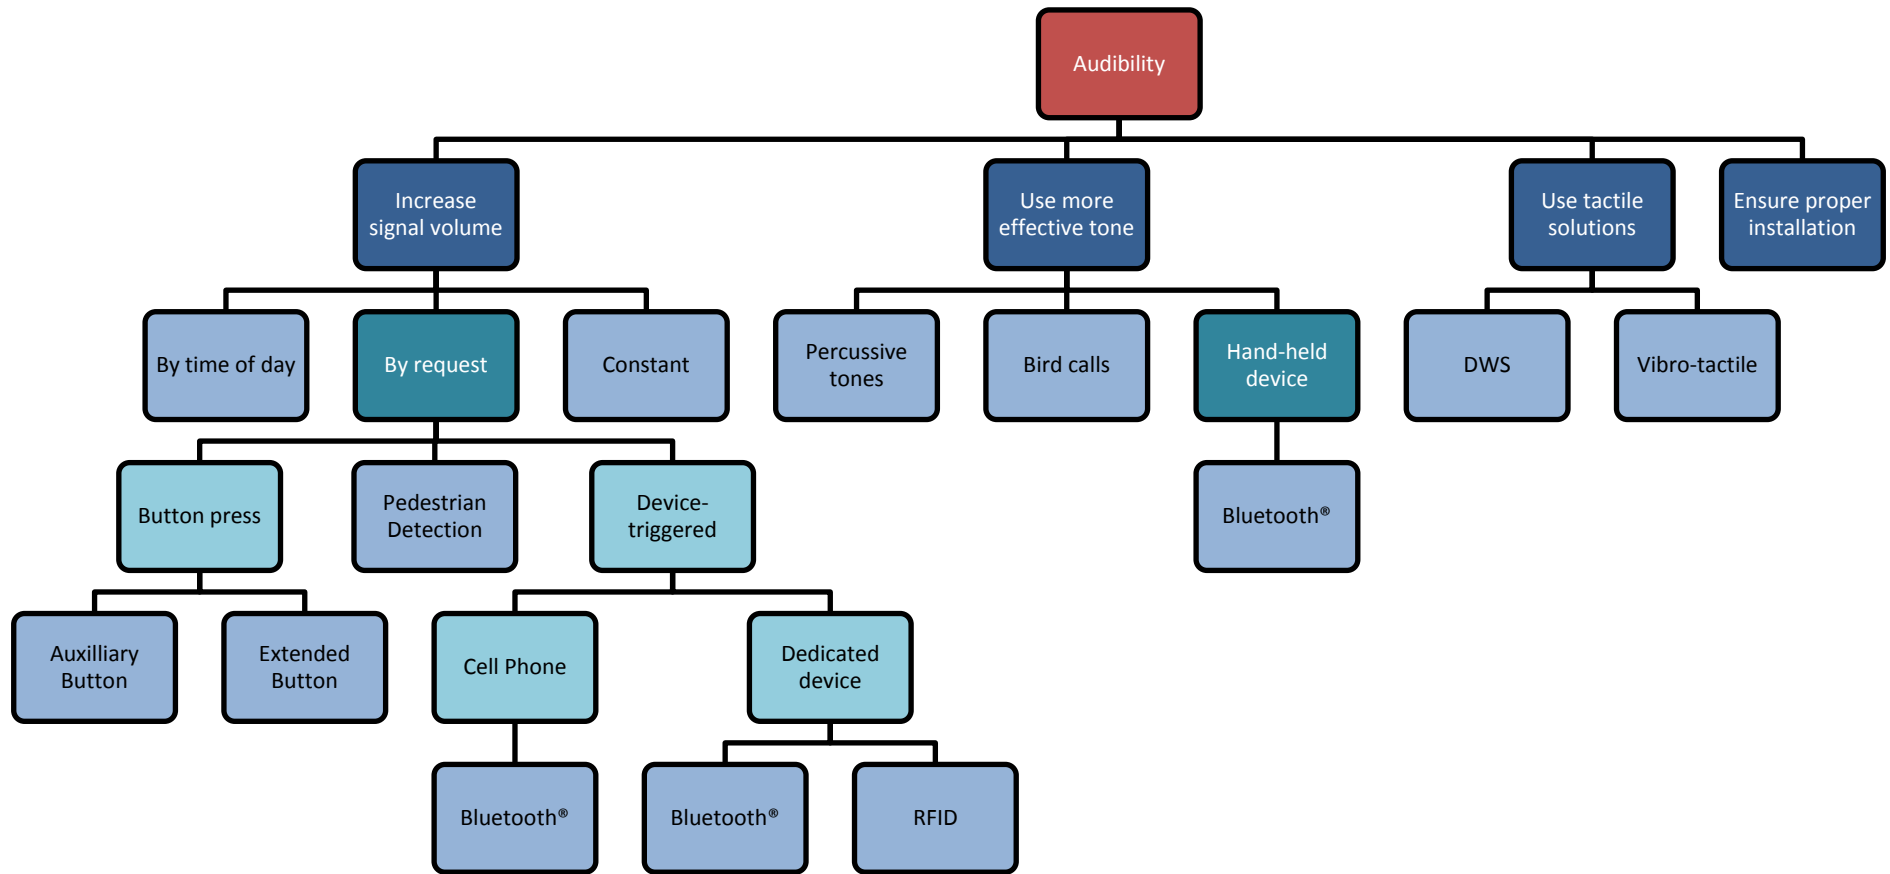 Audibility
Increase
signal volume
Use more
effective tone
Use tactile
solutions
Ensure proper
installation
By time of day
By request
Constant
Percussive
tones
Bird calls
Hand-held
device
DWS
Vibro-tactile
Button press
Pedestrian
Detection
Device-
triggered
Bluetooth®
Auxilliary
Button
Extended
Button
Cell Phone
Dedicated
device
Bluetooth®
Bluetooth®
RFID